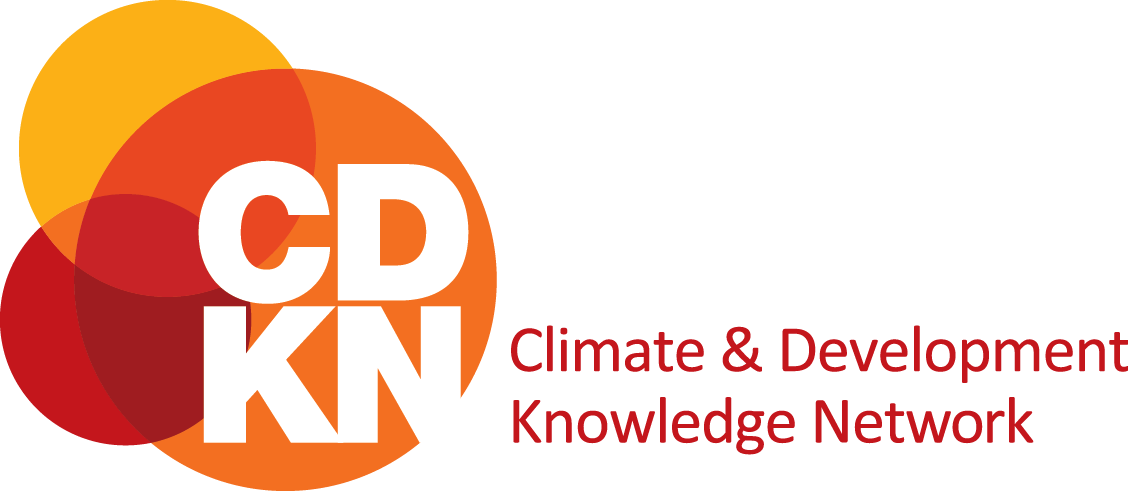 CD
KN
Climate & Development
Knowledge Network